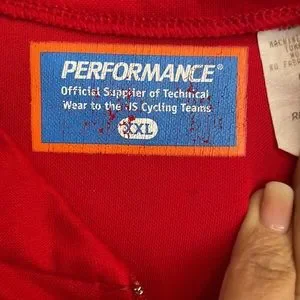 PERFORMANCE®
Official Supplier of Technical
Wear to the US Cycling Teams
XXL